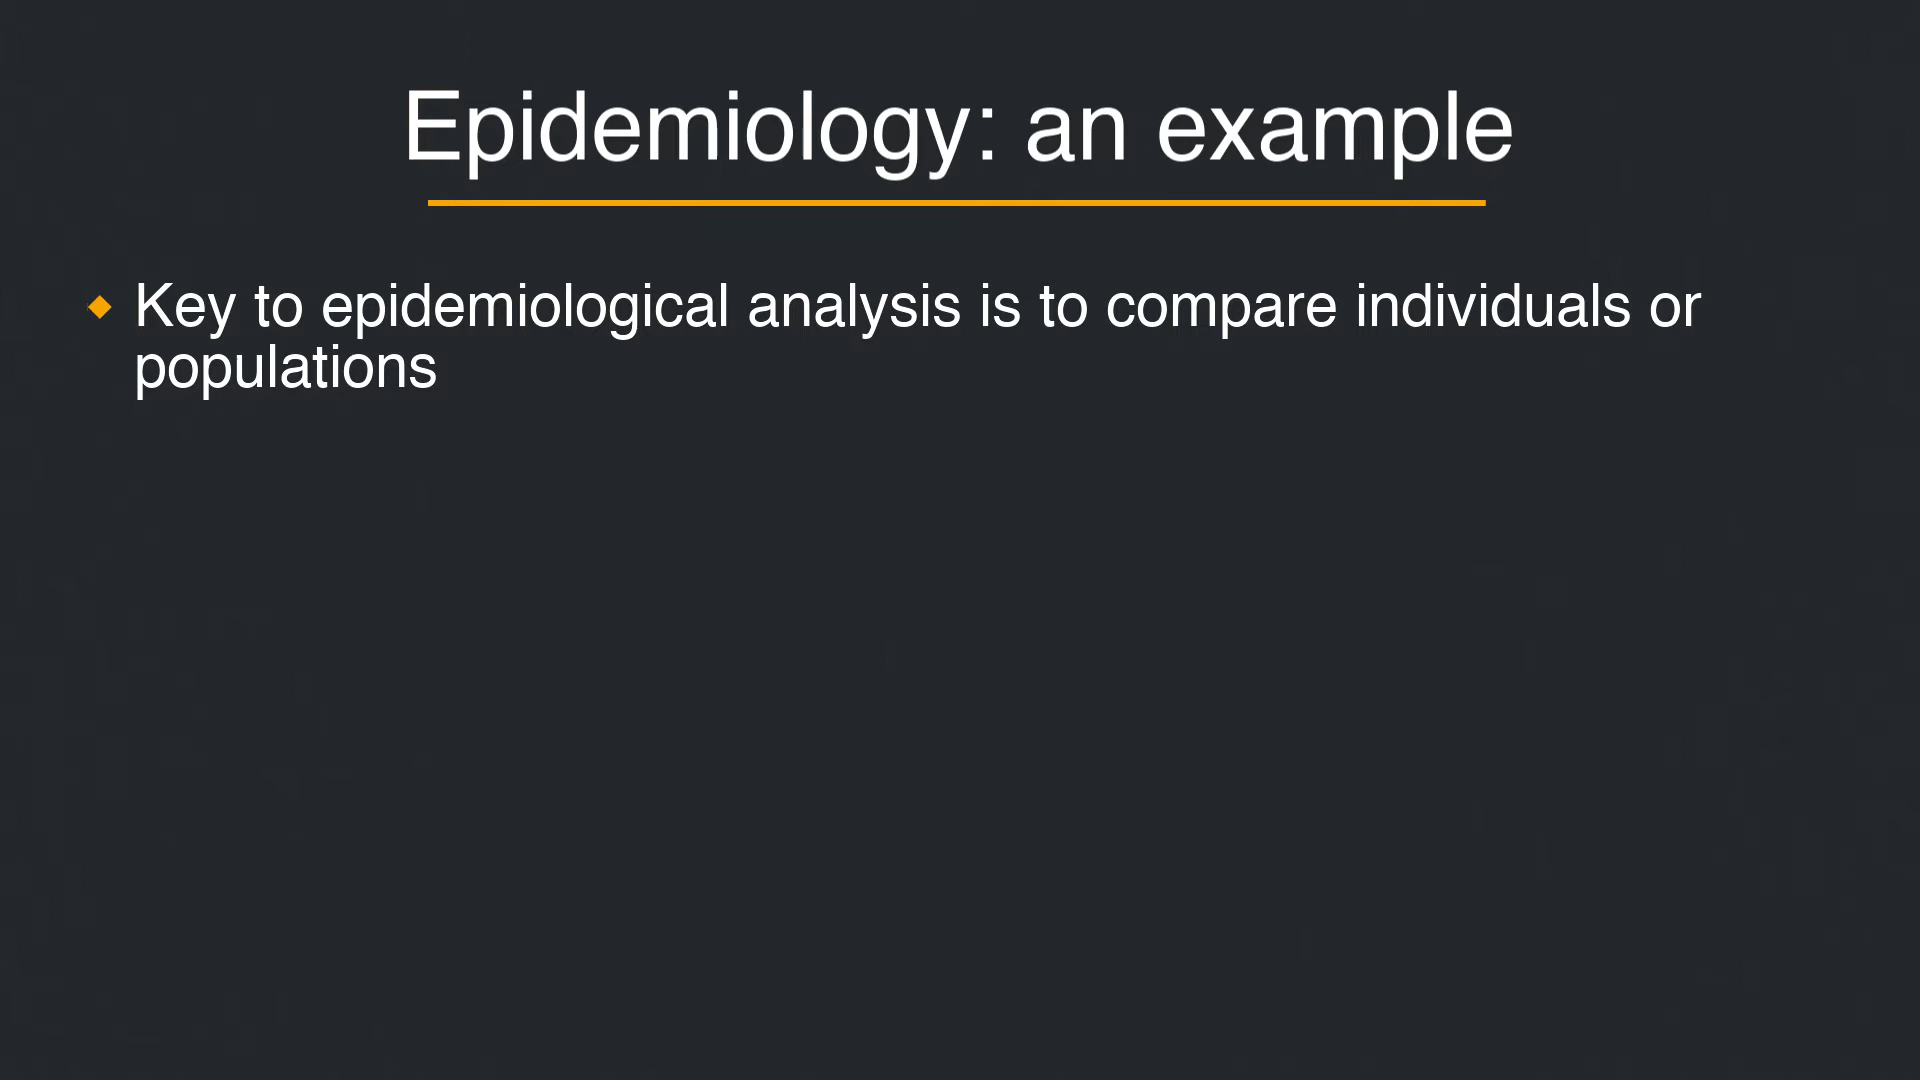 Epidemiology: an example
Key to epidemiological analysis is to compare individuals or
populations